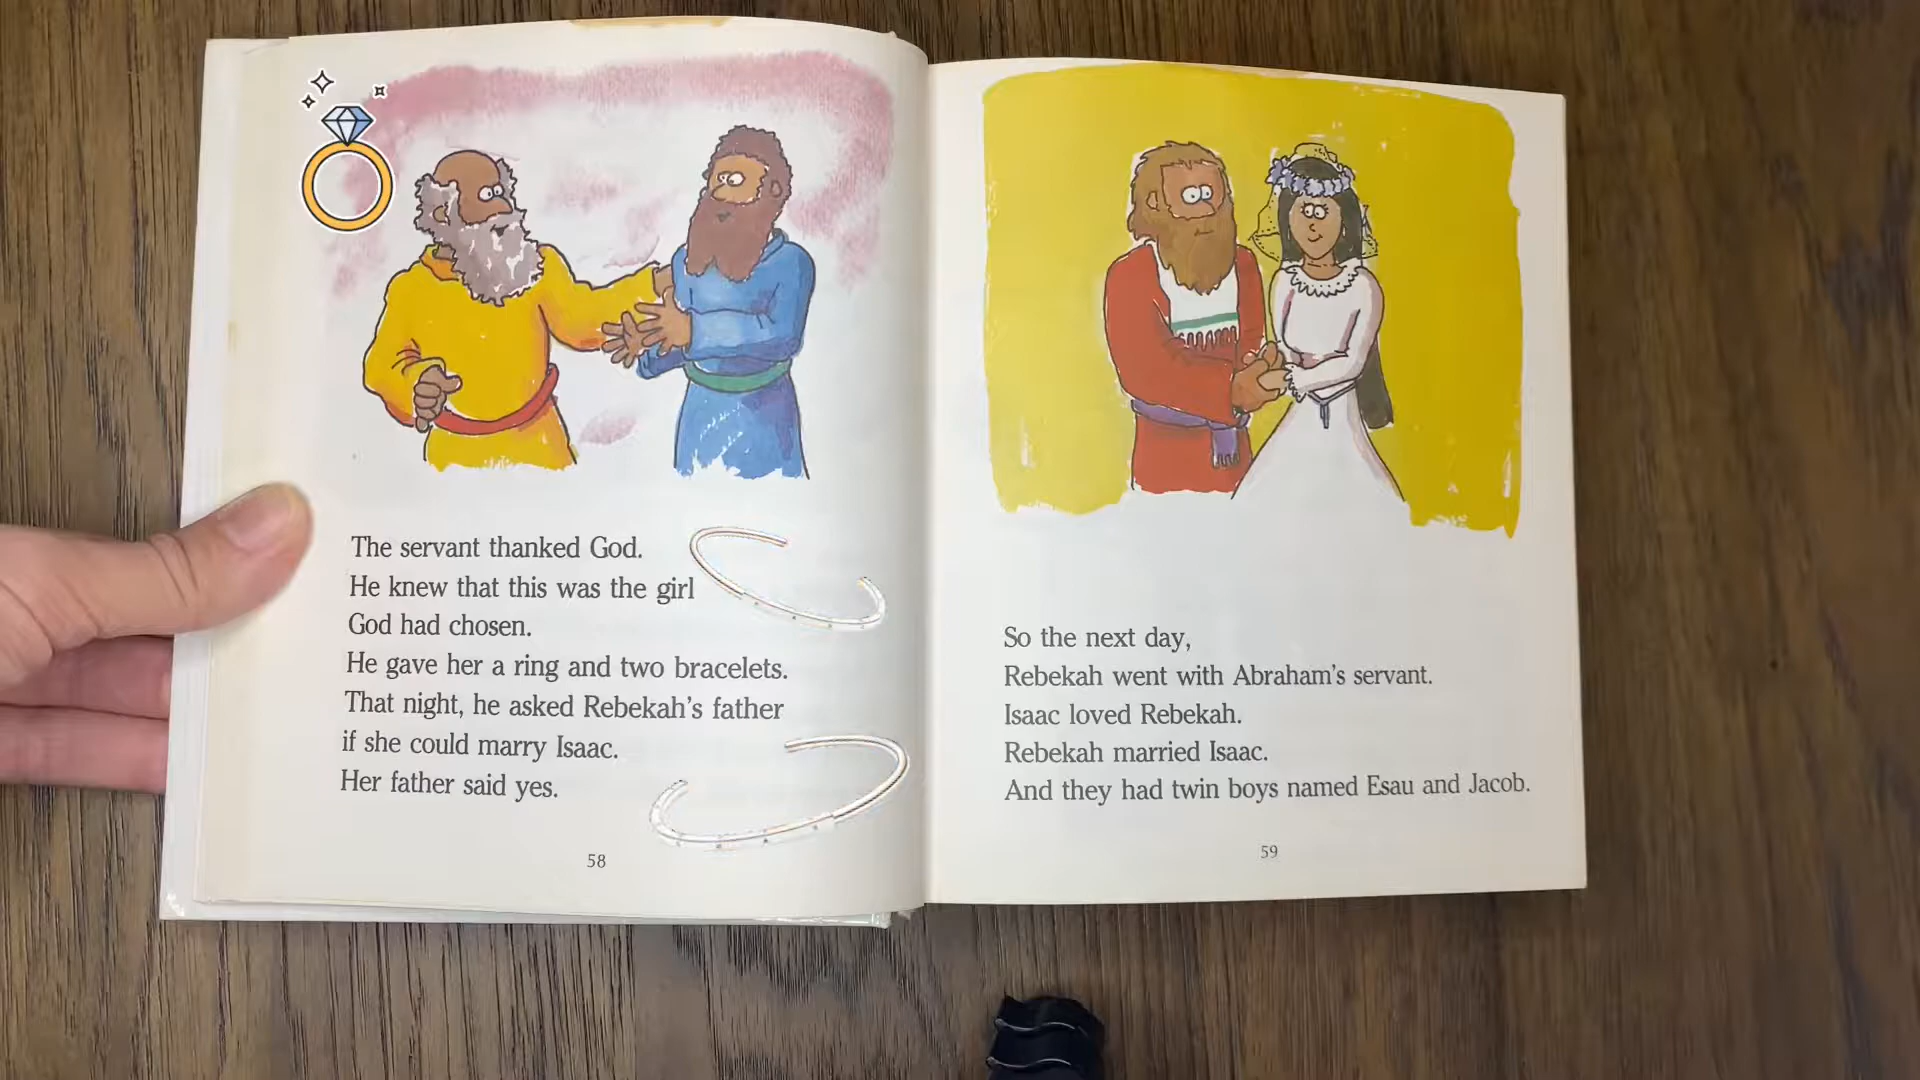 The servant thanked God.
He knew that this was the girl
God had chosen.
He gave her a ring and two bracelets.
That night, he asked Rebekah's father
if she could marry Isaac.
Her father said yes.
58
So the next day,
Rebekah went with Abraham's servant.
Isaac loved Rebekah.
Rebekah married Isaac.
And they had twin boys named Esau and Jacob.
59